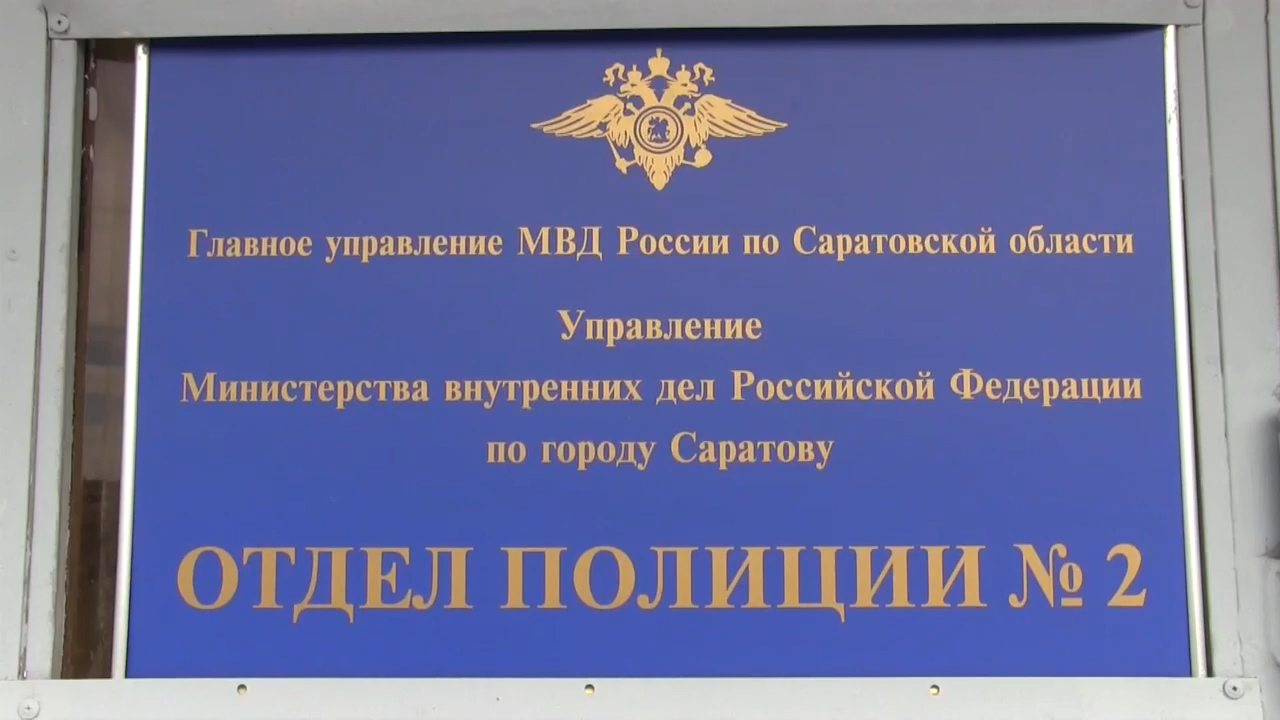 Главное управление МВД России по Саратовской области
Управление
Министерства внутренних дел Российской Федерации
по городу Саратову
ОТДЕЛ ПОЛИЦИИ № 2